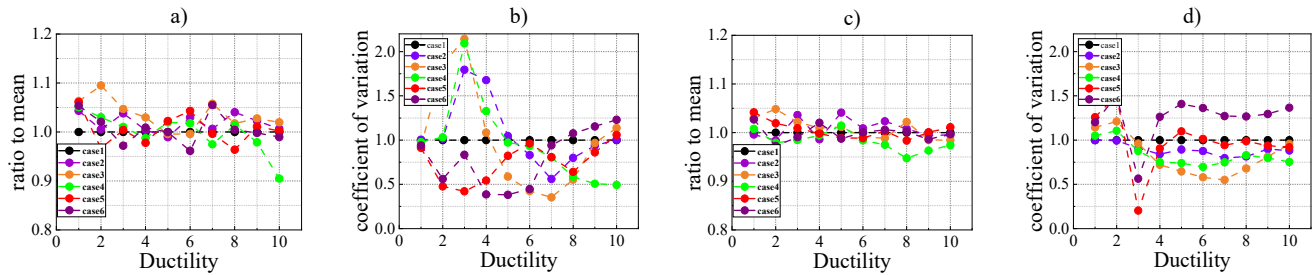 a)
ratio to mean
1.2
1.1
1.0
0.9
0.8
case1
case2
case3
case4
case5
case6
0 2 4 6 8 10
Ductility
b)
coefficient of variation
2.0
1.5
1.0
0.5
0.0
case1
case2
case3
case4
case5
case6
0 2 4 6 8 10
Ductility
c)
ratio to mean
1.2
1.1
1.0
0.9
0.8
case1
case2
case3
case4
case5
case6
0 2 4 6 8 10
Ductility
d)
coefficient of variation
2.0
1.5
1.0
0.5
0.0
case1
case2
case3
case4
case5
case6
0 2 4 6 8 10
Ductility